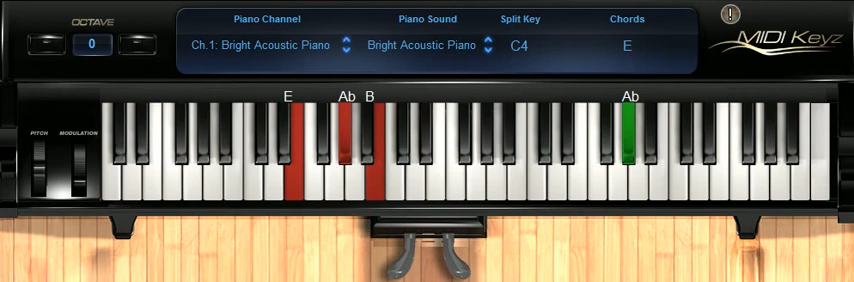 OCTAVE
0
Piano Channel
Ch.1: Bright Acoustic Piano
Piano Sound
Bright Acoustic Piano
Split Key
C4
Chords
E
!
MIDI Keyz
E
Ab
B
Ab
PITCH
MODULATION